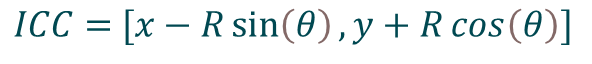 ICC = [x − R sin(θ) , y + R cos(θ)]